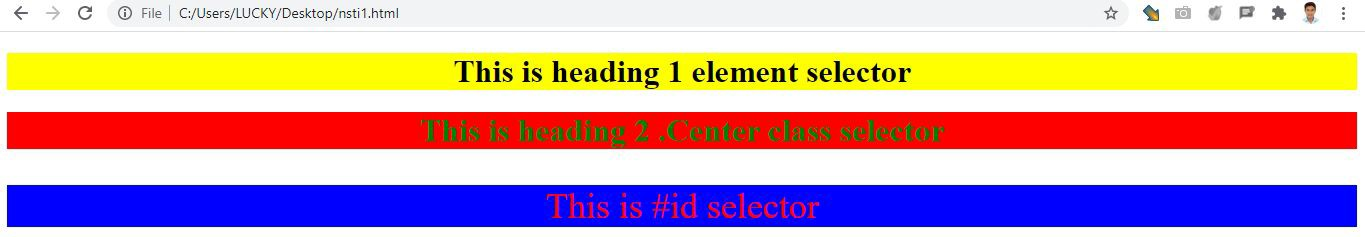 File C:/Users/LUCKY/Desktop/nsti1.html
This is heading 1 element selector
This is heading 2 .Center class selector
This is #id selector